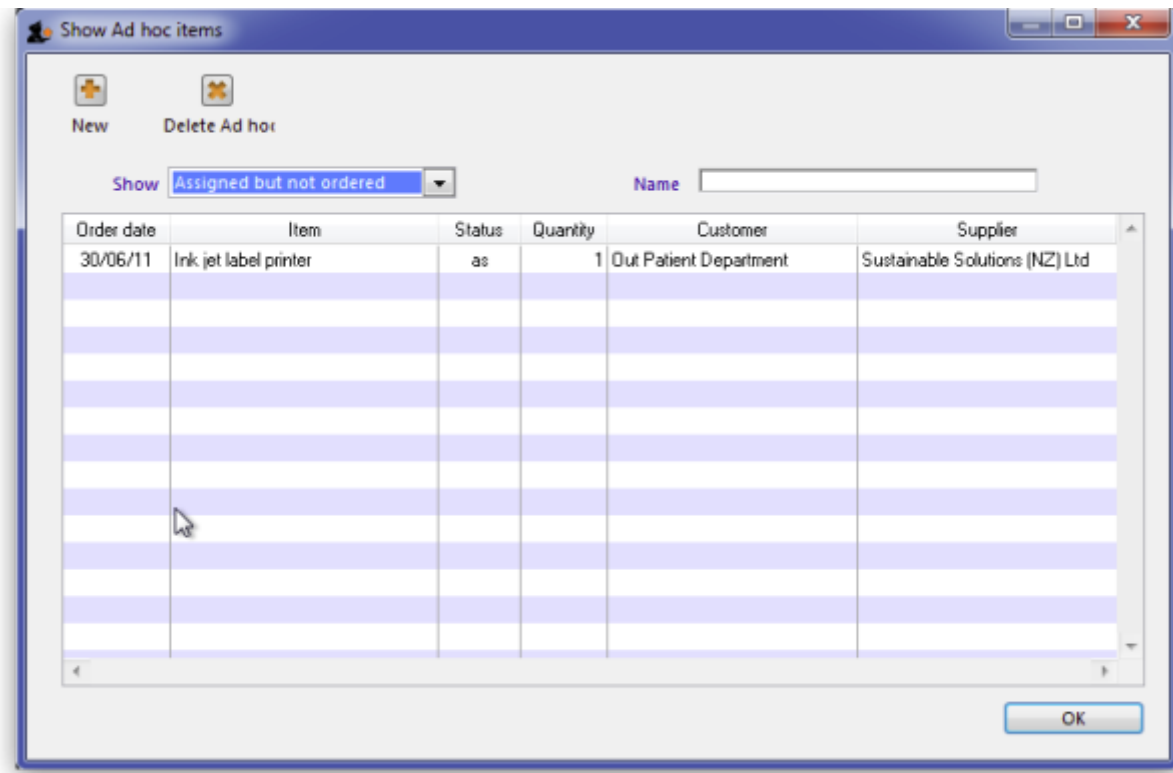 Show Ad hoc items
New Delete Ad hoc
Show Assigned but not ordered Name
Order date Item Status Quantity Customer Supplier
30/06/11 Ink jet label printer as 1 Out Patient Department Sustainable Solutions (NZ) Ltd
OK